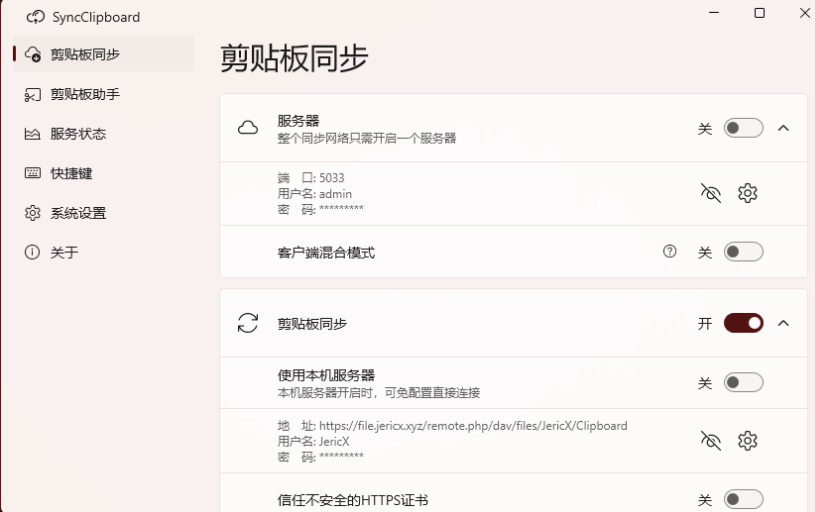 SyncClipboard
剪贴板同步
剪贴板助手
服务状态
快捷键
系统设置
关于
剪贴板同步
服务器
整个同步网络只需开启一个服务器
关
端 口: 5033
用户名: admin
密 码: *********
客户端混合模式
关
剪贴板同步
开
使用本机服务器
本机服务器开启时，可免配置直接连接
关
地 址: https://file.jericx.xyz/remote.php/dav/files/JericX/Clipboard
用户名: JericX
密 码: *********
信任不安全的HTTPS证书
关